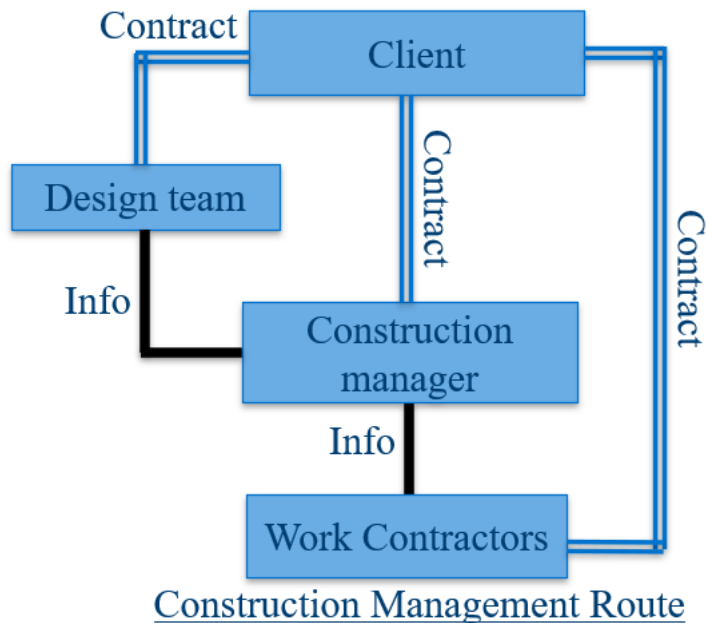 Contract
Client
Contract
Contract
Design team
Info
Construction
manager
Info
Work Contractors
Construction Management Route